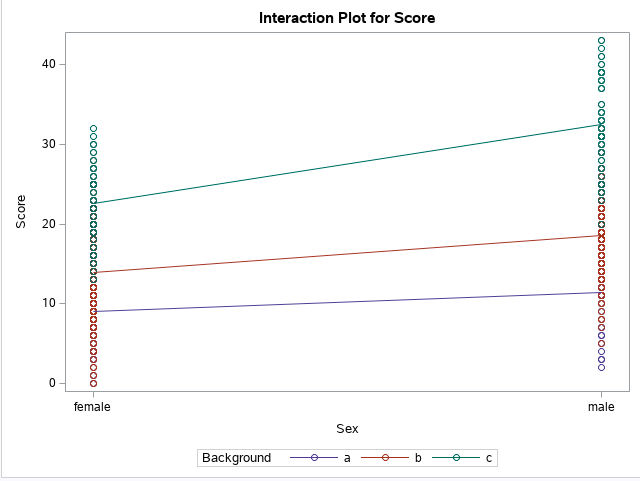 Interaction Plot for Score
40
30
20
10
0
Score
female male
Sex
Background a b c